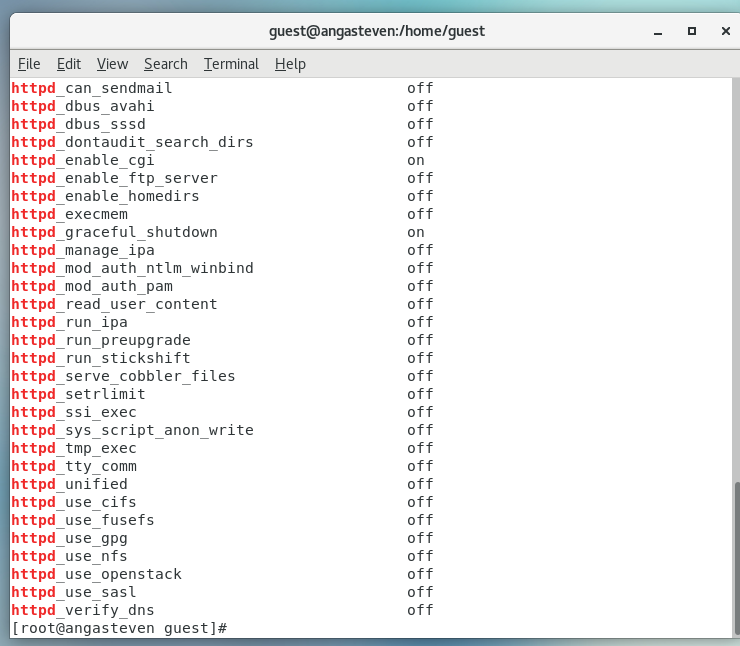 guest@angasteven:/home/guest
File Edit View Search Terminal Help
httpd_can_sendmail off
httpd_dbus_avahi off
httpd_dbus_sssd off
httpd_dontaudit_search_dirs off
httpd_enable_cgi on
httpd_enable_ftp_server off
httpd_enable_homedirs off
httpd_execmem off
httpd_graceful_shutdown on
httpd_manage_ipa off
httpd_mod_auth_ntlm_winbind off
httpd_mod_auth_pam off
httpd_read_user_content off
httpd_run_ipa off
httpd_run_preupgrade off
httpd_run_stickshift off
httpd_serve_cobbler_files off
httpd_setrlimit off
httpd_ssi_exec off
httpd_sys_script_anon_write off
httpd_tmp_exec off
httpd_tty_comm off
httpd_unified off
httpd_use_cifs off
httpd_use_fusefs off
httpd_use_gpg off
httpd_use_nfs off
httpd_use_openstack off
httpd_use_sasl off
httpd_verify_dns off
[root@angasteven guest]#